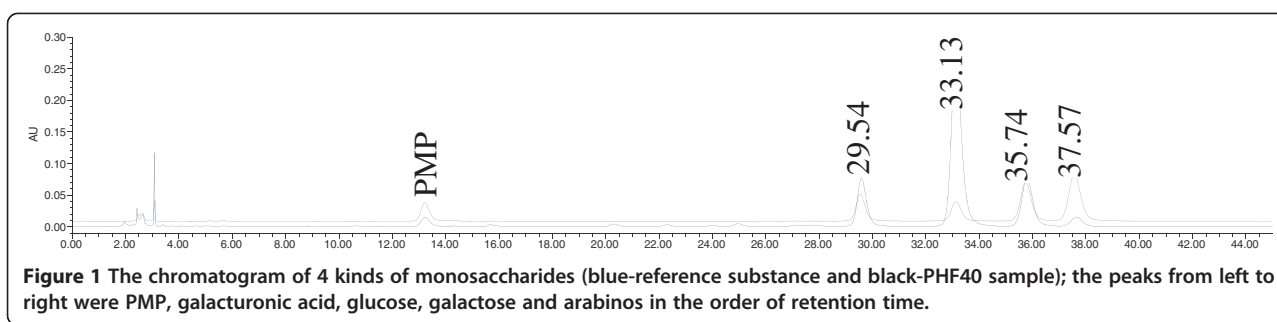 0.30
0.25
0.20
0.15
0.10
0.05
0.00
AU
PMP
29.54
33.13
35.74
37.57
0.00 2.00 4.00 6.00 8.00 10.00 12.00 14.00 16.00 18.00 20.00 22.00 24.00 26.00 28.00 30.00 32.00 34.00 36.00 38.00 40.00 42.00 44.00
Figure 1 The chromatogram of 4 kinds of monosaccharides (blue-reference substance and black-PHF40 sample); the peaks from left to
right were PMP, galacturonic acid, glucose, galactose and arabinos in the order of retention time.